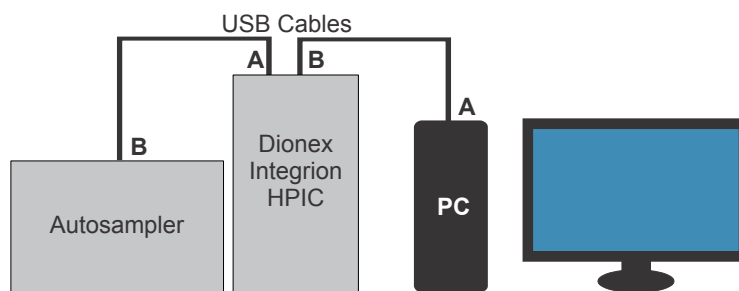 USB Cables
A
B
A
B
Dionex
Integrion
HPIC
PC
Autosampler